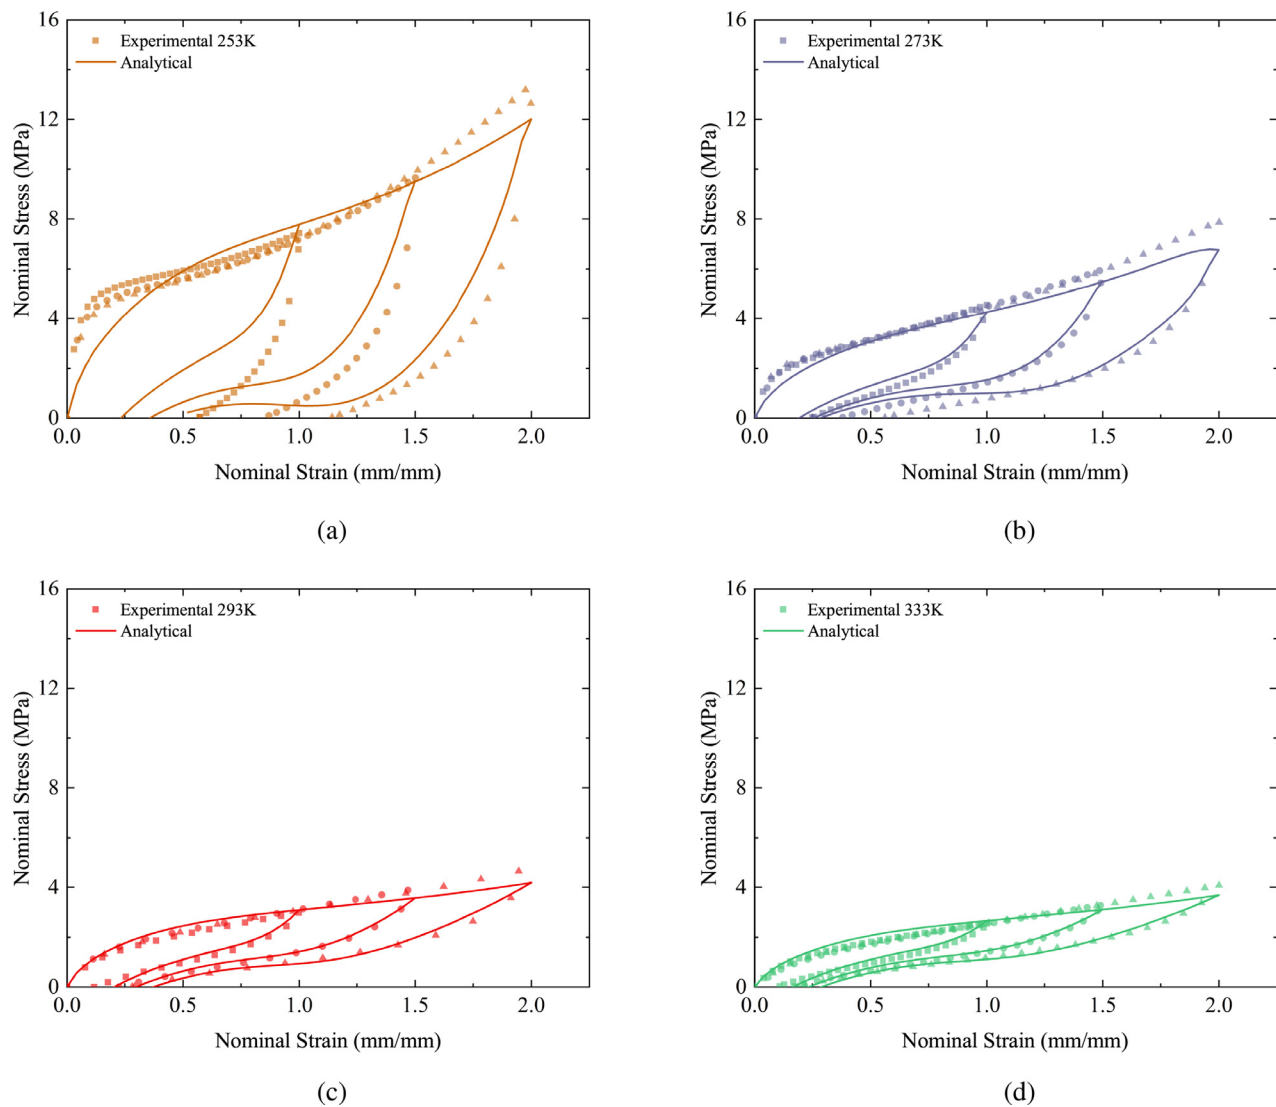 Experimental 253K
Analytical
Nominal Stress (MPa)
16
12
8
4
0
0.0 0.5 1.0 1.5 2.0
Nominal Strain (mm/mm)
(a)
Experimental 273K
Analytical
Nominal Stress (MPa)
16
12
8
4
0
0.0 0.5 1.0 1.5 2.0
Nominal Strain (mm/mm)
(b)
Experimental 293K
Analytical
Nominal Stress (MPa)
16
12
8
4
0
0.0 0.5 1.0 1.5 2.0
Nominal Strain (mm/mm)
(c)
Experimental 333K
Analytical
Nominal Stress (MPa)
16
12
8
4
0
0.0 0.5 1.0 1.5 2.0
Nominal Strain (mm/mm)
(d)